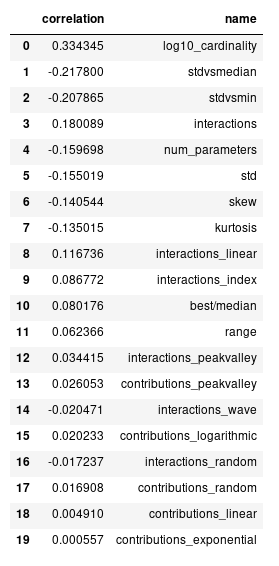 correlation name
0 0.334345 log10_cardinality
1 -0.217800 stdvsmedian
2 -0.207865 stdvsmin
3 0.180089 interactions
4 -0.159698 num_parameters
5 -0.155019 std
6 -0.140544 skew
7 -0.135015 kurtosis
8 0.116736 interactions_linear
9 0.086772 interactions_index
10 0.080176 best/median
11 0.062366 range
12 0.034415 interactions_peakvalley
13 0.026053 contributions_peakvalley
14 -0.020471 interactions_wave
15 0.020233 contributions_logarithmic
16 -0.017237 interactions_random
17 0.016908 contributions_random
18 0.004910 contributions_linear
19 0.000557 contributions_exponential